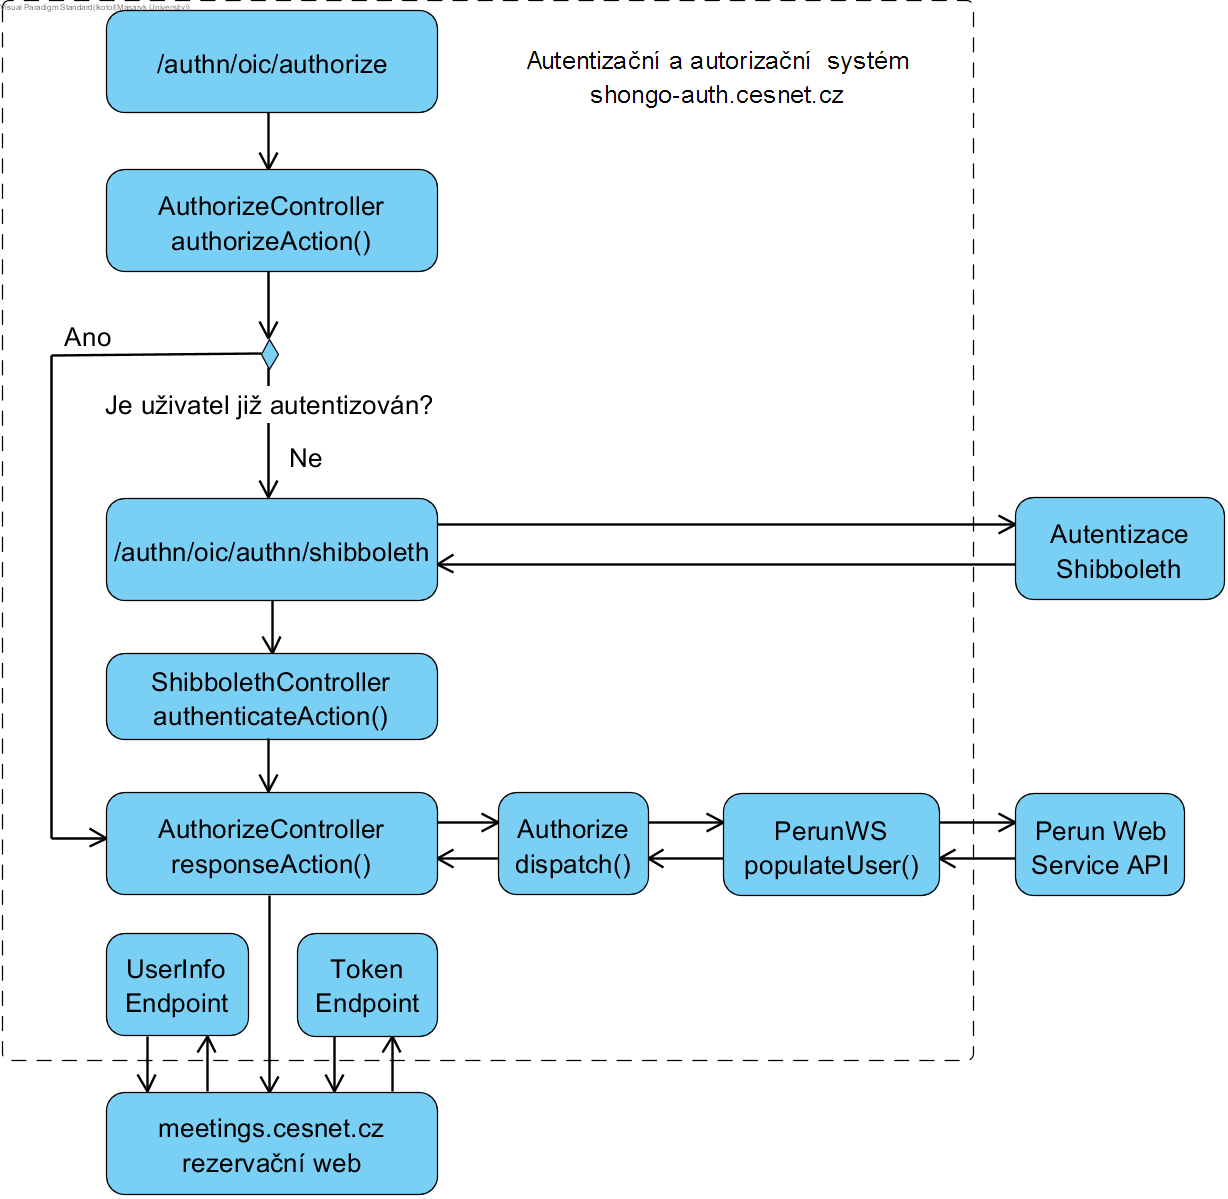 Visual Paradigm Standard(Ikotol(Masaryk University))
/authn/oic/authorize
Autentizační a autorizační systém
shongo-auth.cesnet.cz
AuthorizeController
authorizeAction()
Ano
Je uživatel již autentizován?
Ne
/authn/oic/authn/shibboleth
Autentizace
Shibboleth
ShibbolethController
authenticateAction()
AuthorizeController
responseAction()
Authorize
dispatch()
PerunWS
populateUser()
Perun Web
Service API
UserInfo
Endpoint
Token
Endpoint
meetings.cesnet.cz
rezervační web